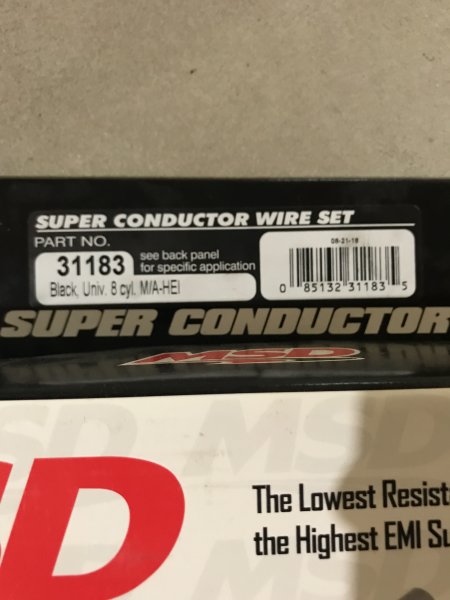 SUPER CONDUCTOR WIRE SET
PART NO.
31183
see back panel
for specific application
Black, Univ. 8 cyl. M/A-HEI
08-21-18
0 85132 31183 5
SUPER CONDUCTOR
MSD
MSD
The Lowest Resist
the Highest EMI Su